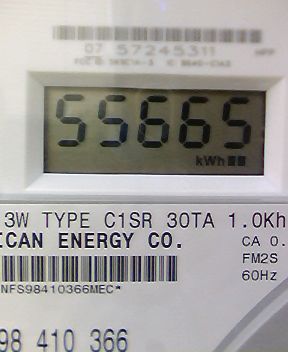 07 57245311
55665
kWh
3W TYPE C1SR 30TA 1.0Kh
ICAN ENERGY CO.
CA 0.
FM2S
NFS98410366MEC*
60Hz
98 410 366